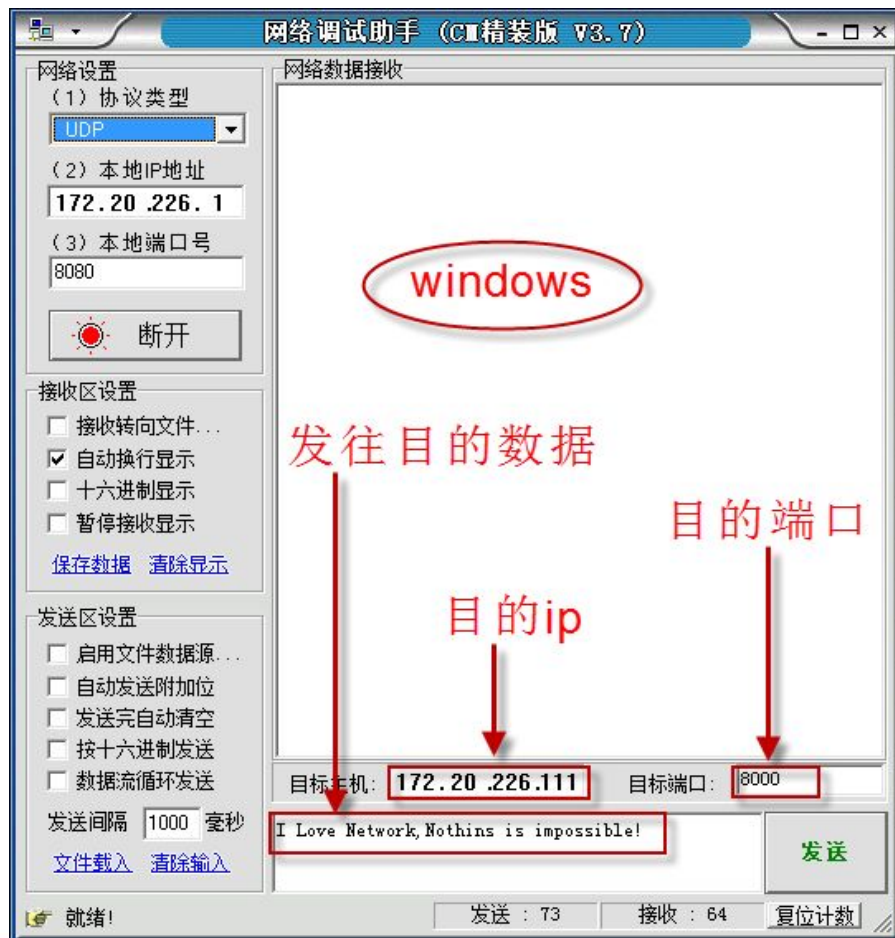 网络调试助手 (CⅢ精装版 V3.7)
网络设置
(1) 协议类型
UDP
(2) 本地IP地址
172.20 .226. 1
(3) 本地端口号
8080
断开
接收区设置
接收转向文件...
自动换行显示
十六进制显示
暂停接收显示
保存数据 清除显示
发送区设置
启用文件数据源...
自动发送附加位
发送完自动清空
按十六进制发送
数据流循环发送
发送间隔 1000 毫秒
文件载入 清除输入
网络数据接收
windows
发往目的数据
目的端口
目的ip
目标主机: 172.20 .226.111 目标端口: 8000
I Love Network,Nothins is impossible!
发送
就绪!
发送 : 73 接收 : 64 复位计数